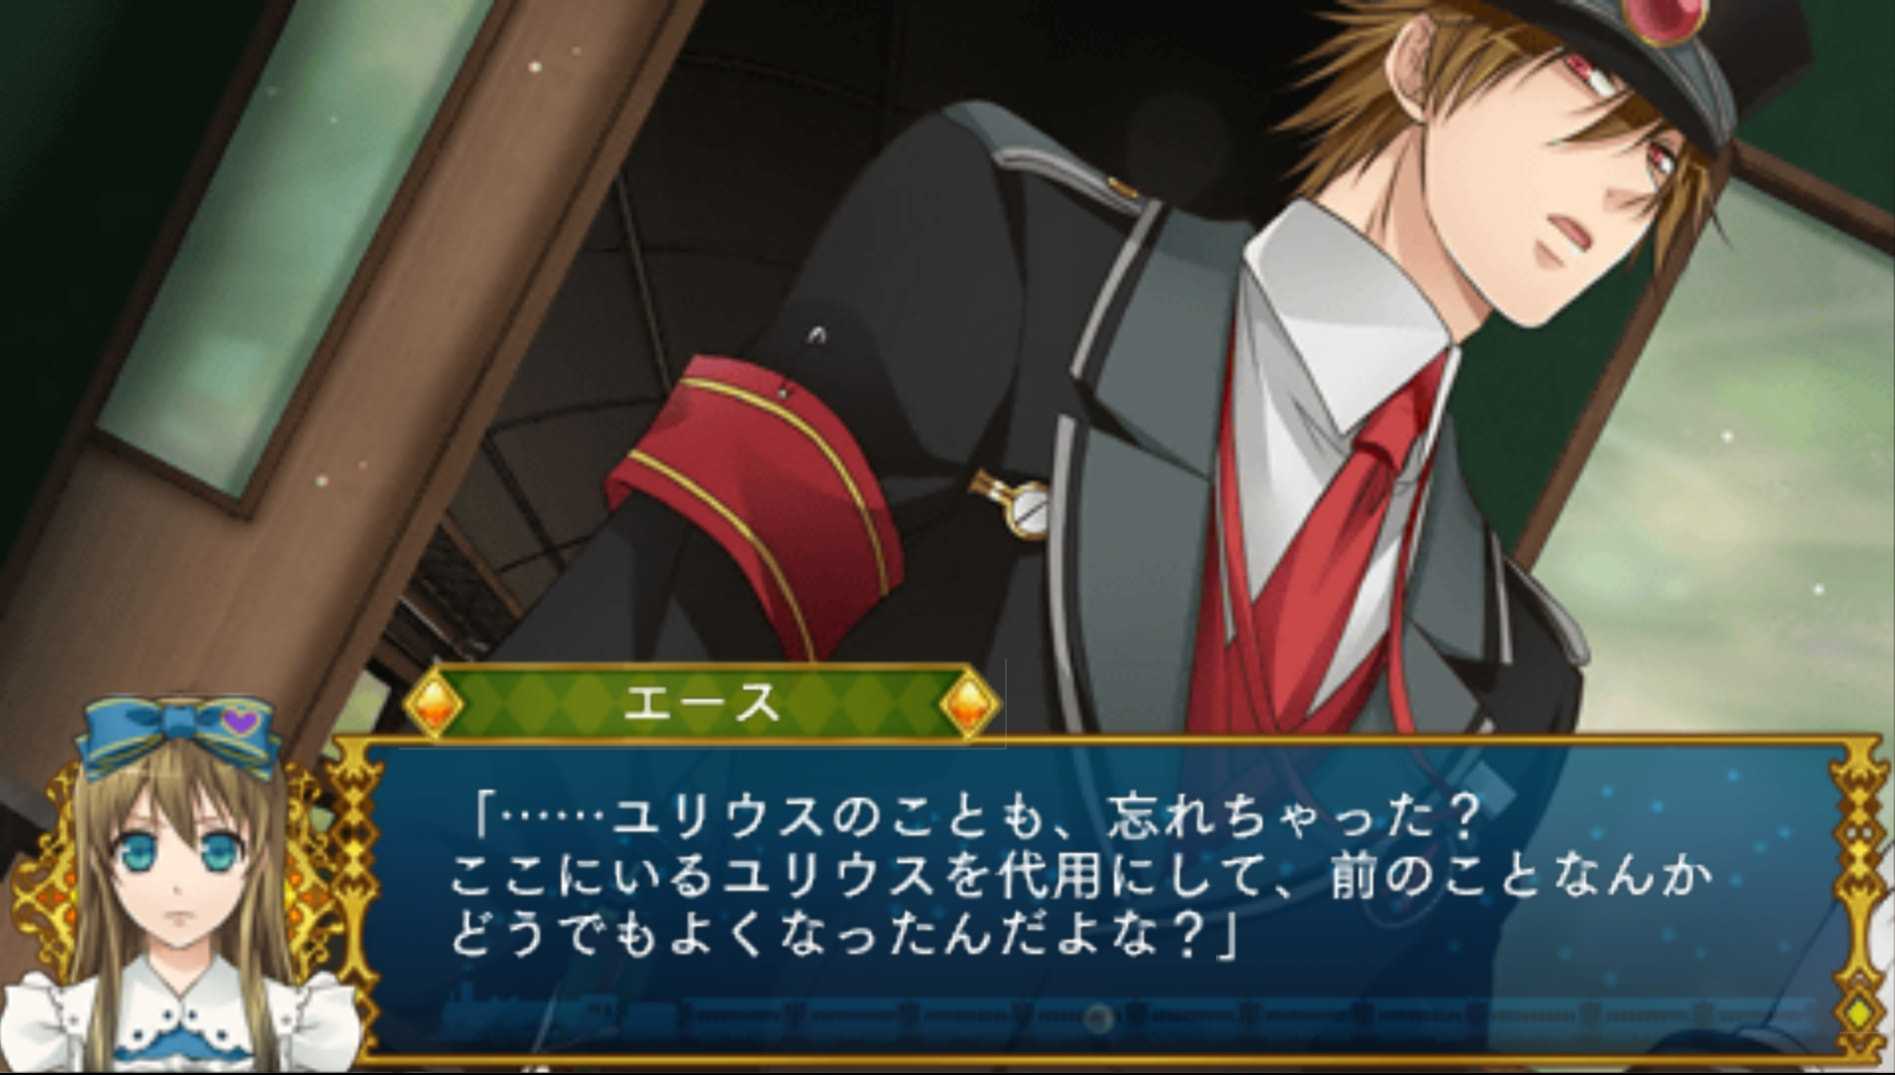 エース
「……ユリウスのことも、忘れちゃった？
ここにいるユリウスを代用にして、前のことなんか
どうでもよくなったんだよな？」